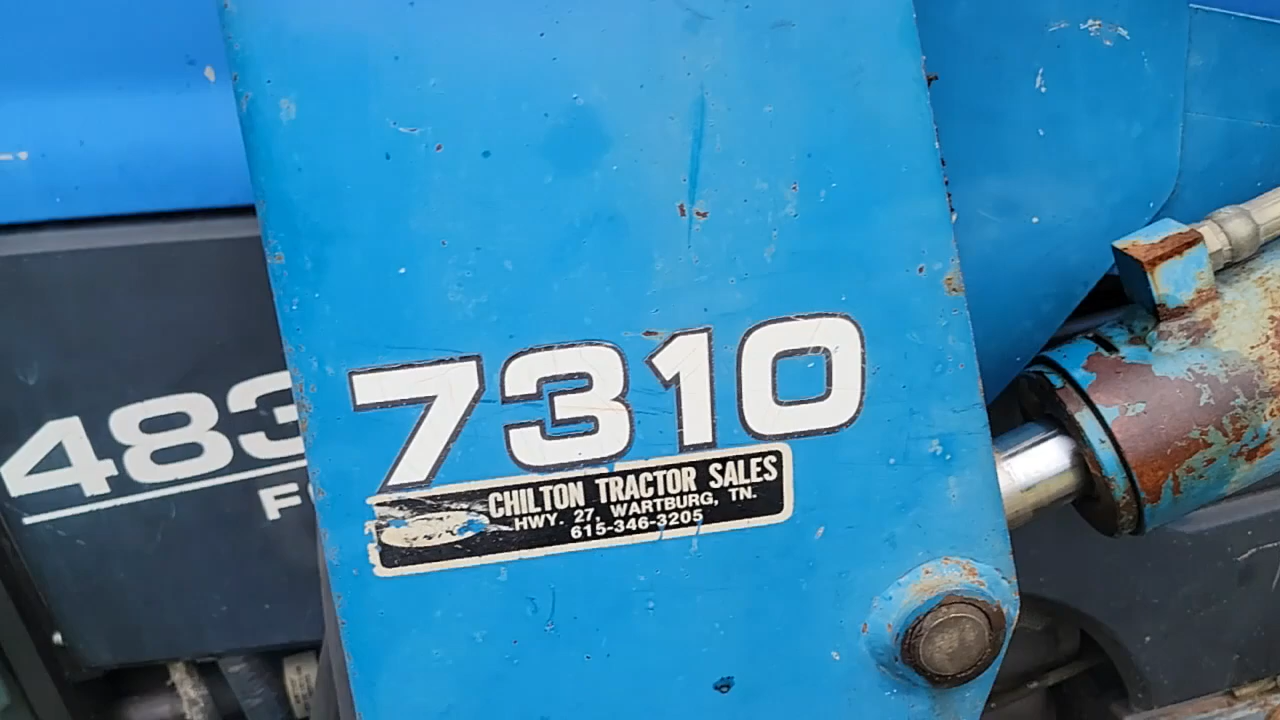 7310
CHILTON TRACTOR SALES
HWY. 27, WARTBURG, TN.
615-346-3205
483
F